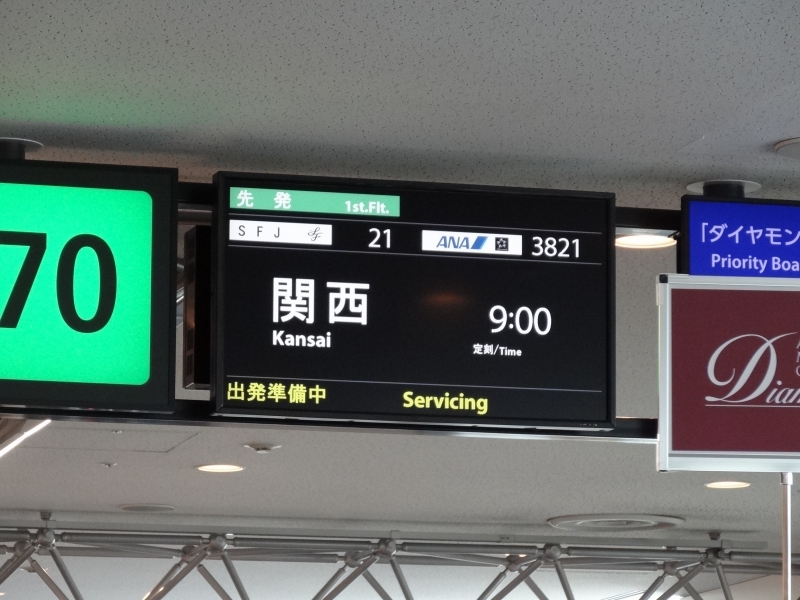 70
先発 1st.Flt.
SFJ 21 ANA 3821
関西 9:00
Kansai 定刻/Time
出発準備中 Servicing
「ダイヤモン
Priority Boa
Diam